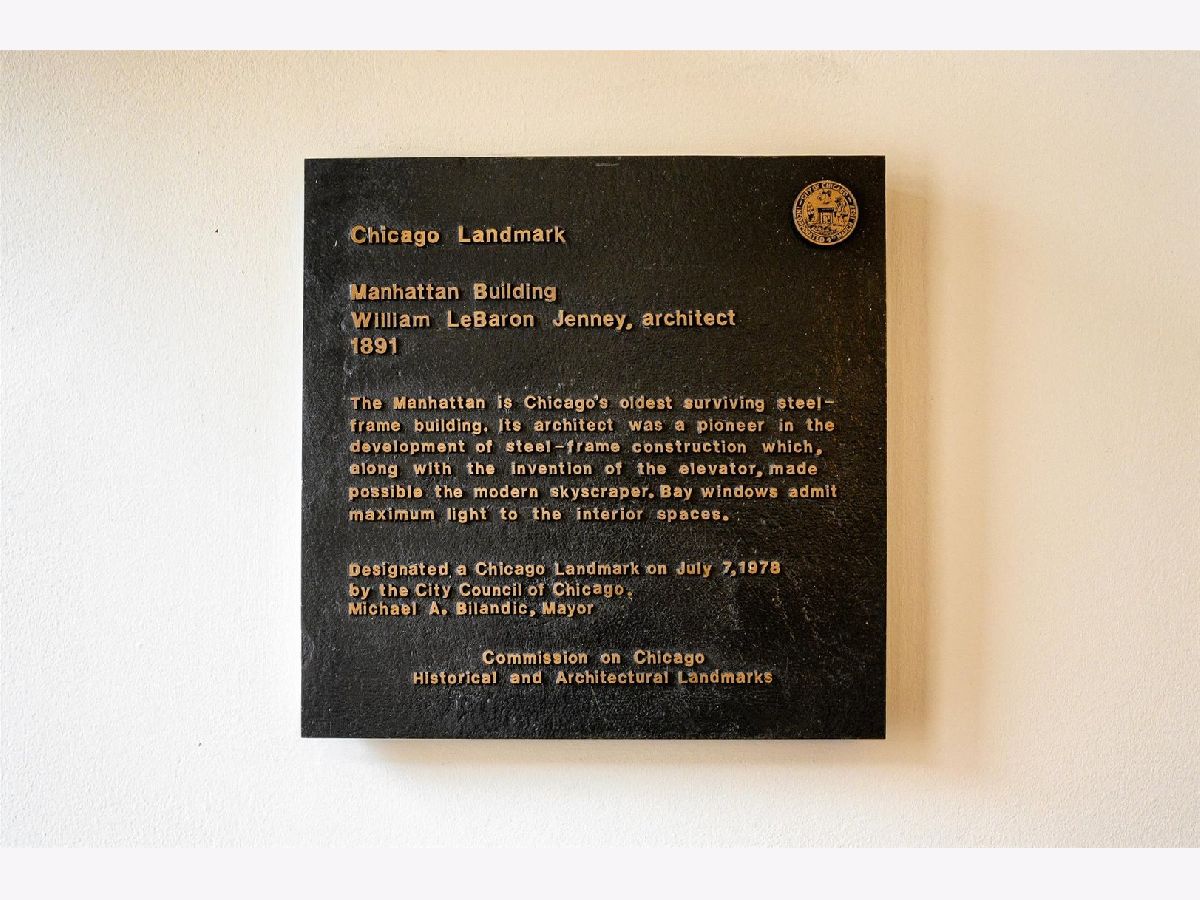 Chicago Landmark
Manhattan Building
William LeBaron Jenney, architect
1891
The Manhattan is Chicago's oldest surviving steel-
frame building. Its architect was a pioneer in the
development of steel-frame construction which,
along with the invention of the elevator, made
possible the modern skyscraper. Bay windows admit
maximum light to the interior spaces.
Designated a Chicago Landmark on July 7, 1978
by the City Council of Chicago.
Michael A. Bilandic, Mayor
Commission on Chicago
Historical and Architectural Landmarks